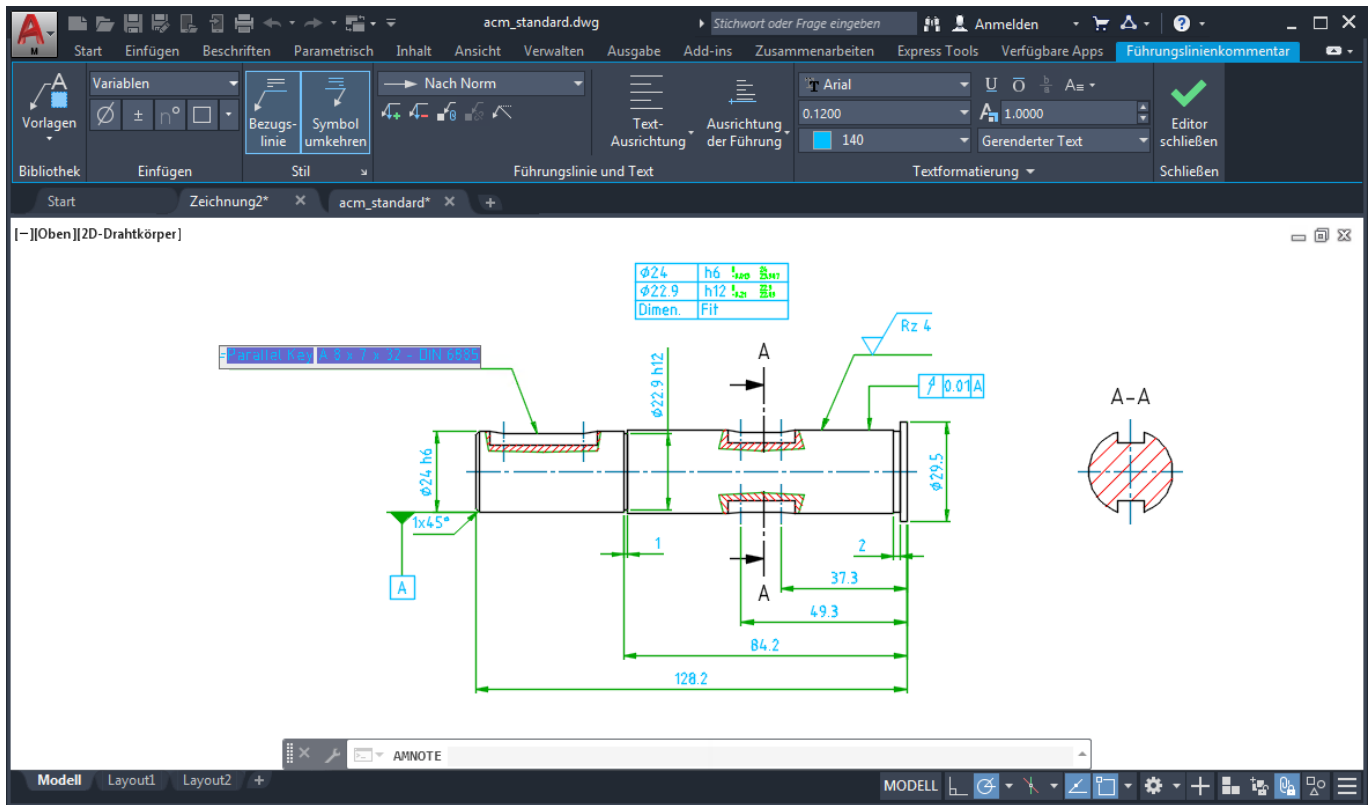 acm_standard.dwg
Stichwort oder Frage eingeben
Anmelden
M
Start Einfügen Beschriften Parametrisch Inhalt Ansicht Verwalten Ausgabe Add-ins Zusammenarbeiten Express Tools Verfügbare Apps Führungslinienkommentar
Vorlagen
Bibliothek
Variablen
Einfügen
Bezugs-
linie
Symbol
umkehren
Stil
Nach Norm
Text-
Ausrichtung
Ausrichtung
der Führung
Führungslinie und Text
Arial
0.1200
140
1.0000
Gerenderter Text
Textformatierung
Editor
schließen
Schließen
Start Zeichnung2* acm_standard*
[−][Oben][2D-Drahtkörper]
Ø24 h6
Ø22.9 h12
Dimen. Fit
=Parallel Key A 8 x 7 x 32 - DIN 6885
Rz 4
A
0.01 A
A-A
Ø22.9 h12
Ø24 h6
Ø29.5
1x45°
A
1
2
A
37.3
49.3
84.2
128.2
AMNOTE
Modell Layout1 Layout2 +
MODELL